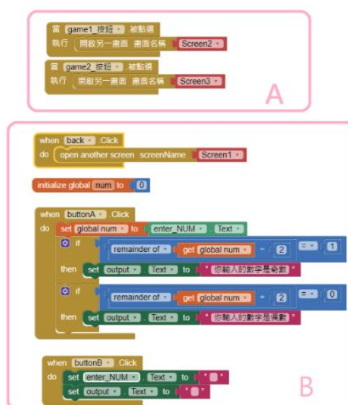 當 game1_按鈕 被點選
執行 開啟另一畫面 畫面名稱 Screen2
當 game2_按鈕 被點選
執行 開啟另一畫面 畫面名稱 Screen3
A
when back Click
do open another screen screenName Screen1
initialize global num to 0
when buttonA Click
do set global num to enter_NUM . Text
if remainder of get global num ÷ 2 = 1
then set output . Text to "你輸入的數字是奇數"
if remainder of get global num ÷ 2 = 0
then set output . Text to "你輸入的數字是偶數"
when buttonB Click
do set enter_NUM . Text to " "
set output . Text to " "
B